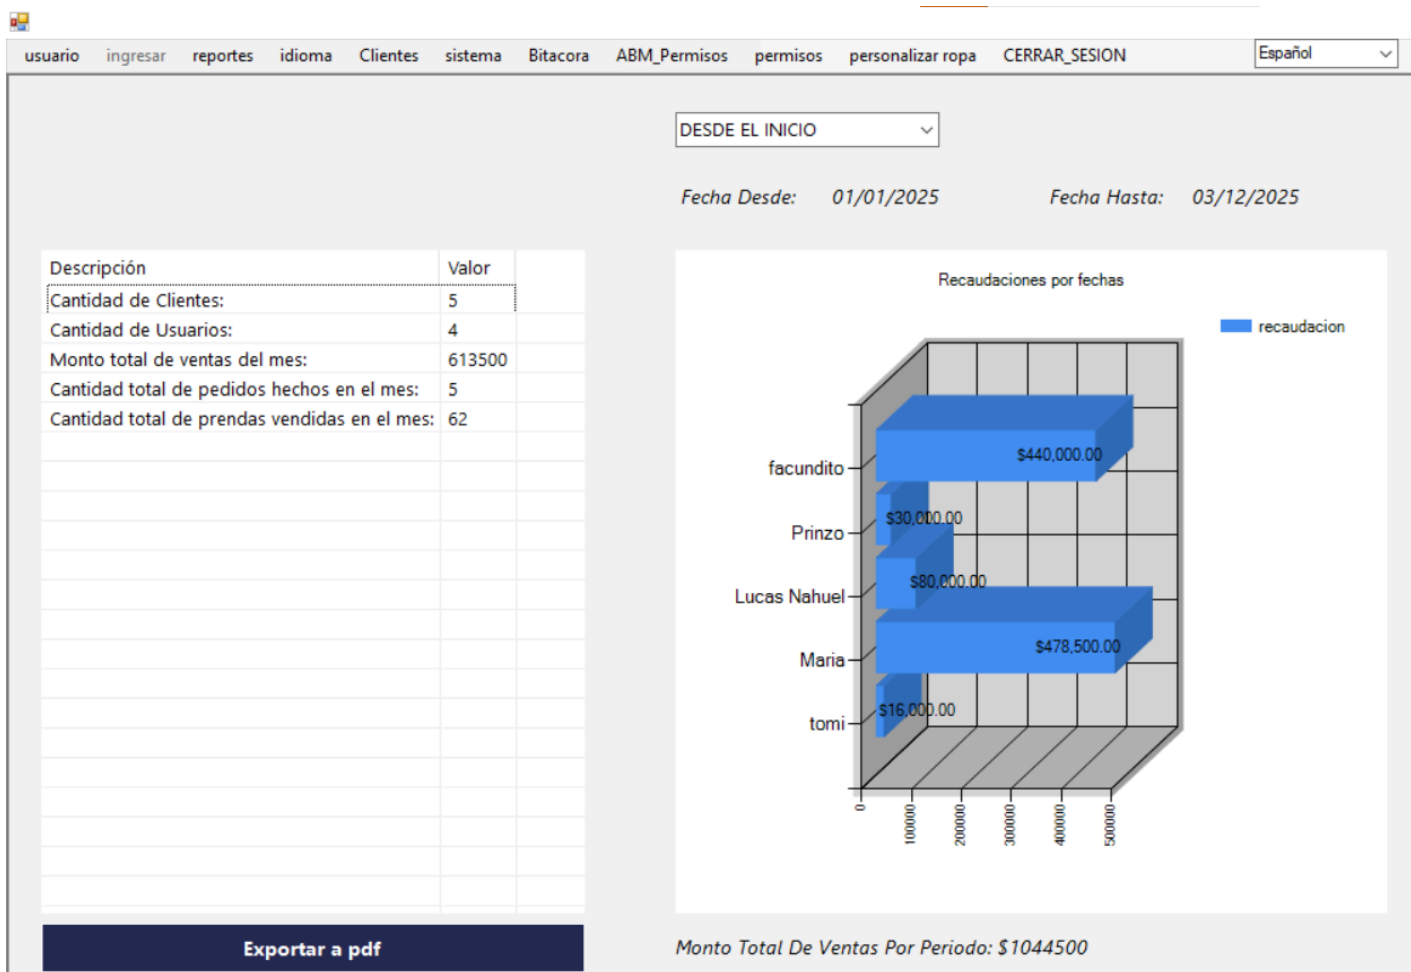 usuario ingresar reportes idioma Clientes sistema Bitacora ABM_Permisos permisos personalizar ropa CERRAR_SESION Español
DESDE EL INICIO
Fecha Desde: 01/01/2025 Fecha Hasta: 03/12/2025
Descripción Valor
Cantidad de Clientes: 5
Cantidad de Usuarios: 4
Monto total de ventas del mes: 613500
Cantidad total de pedidos hechos en el mes: 5
Cantidad total de prendas vendidas en el mes: 62
Exportar a pdf
Recaudaciones por fechas
recaudacion
facundito $440,000.00
Prinzo $30,000.00
Lucas Nahuel $80,000.00
Maria $478,500.00
tomi $16,000.00
0 100000 200000 300000 400000 500000
Monto Total De Ventas Por Periodo: $1044500